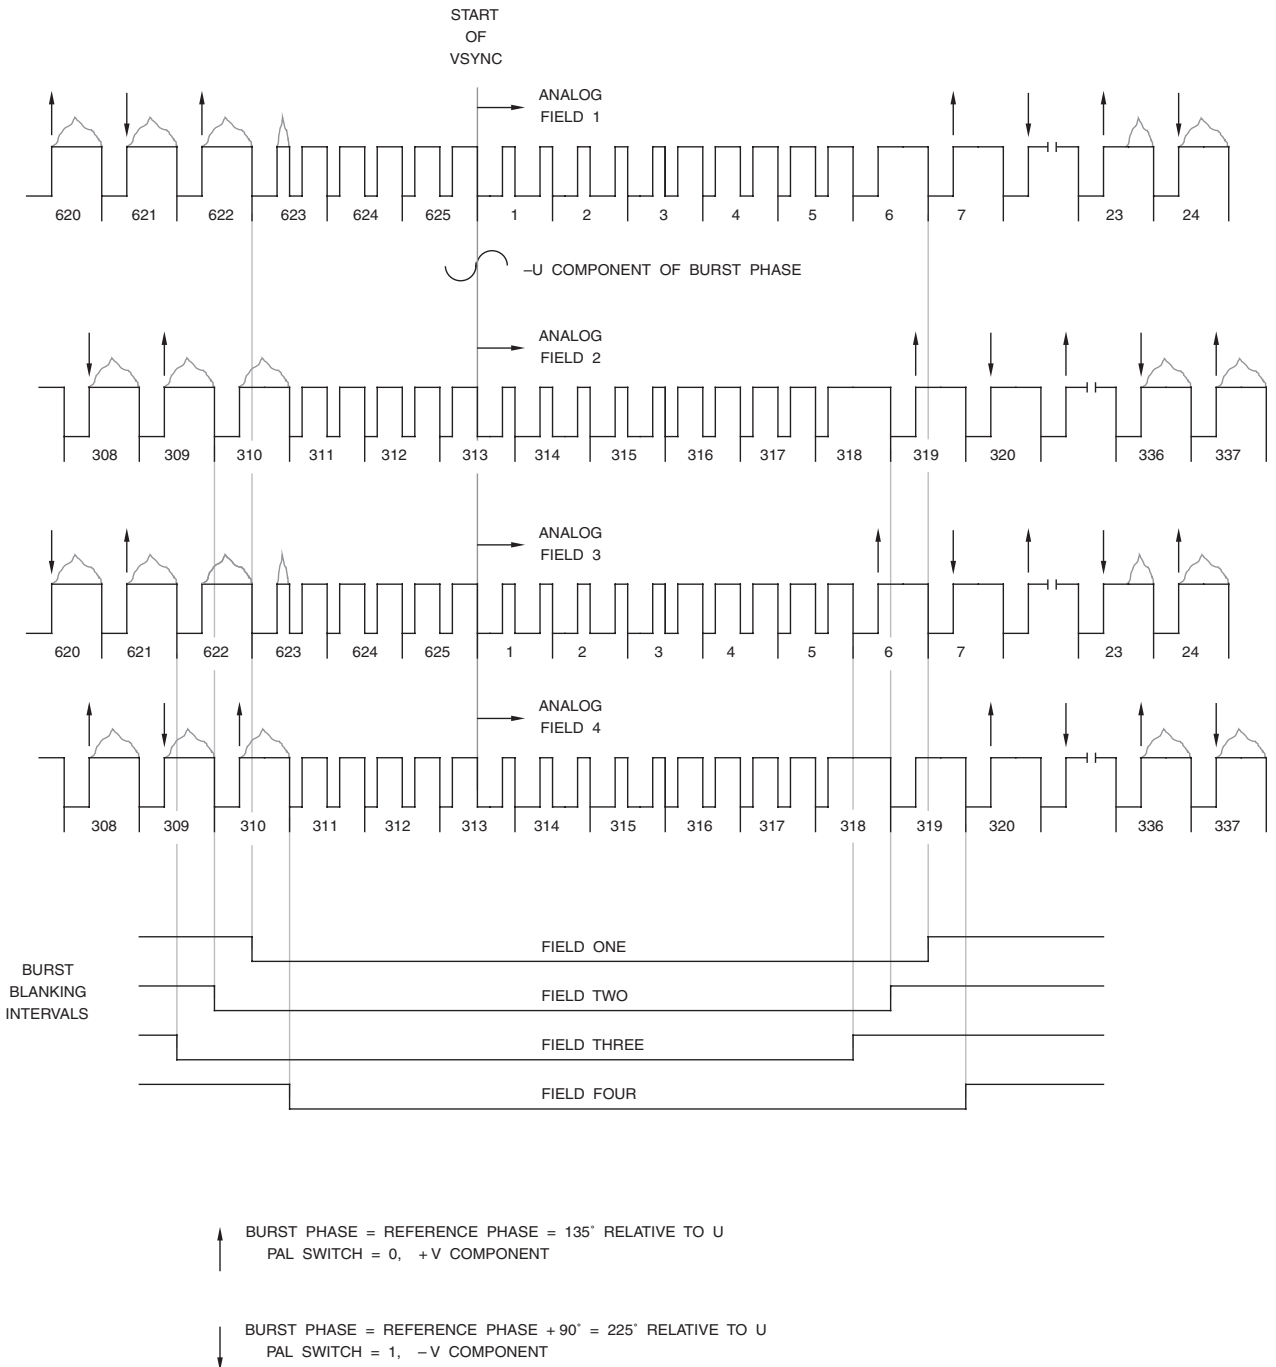 START
OF
VSYNC
ANALOG
FIELD 1
620 621 622 623 624 625 1 2 3 4 5 6 7 23 24
–U COMPONENT OF BURST PHASE
ANALOG
FIELD 2
308 309 310 311 312 313 314 315 316 317 318 319 320 336 337
ANALOG
FIELD 3
620 621 622 623 624 625 1 2 3 4 5 6 7 23 24
ANALOG
FIELD 4
308 309 310 311 312 313 314 315 316 317 318 319 320 336 337
BURST
BLANKING
INTERVALS
FIELD ONE
FIELD TWO
FIELD THREE
FIELD FOUR
BURST PHASE = REFERENCE PHASE = 135° RELATIVE TO U
PAL SWITCH = 0, +V COMPONENT
BURST PHASE = REFERENCE PHASE +90° = 225° RELATIVE TO U
PAL SWITCH = 1, –V COMPONENT